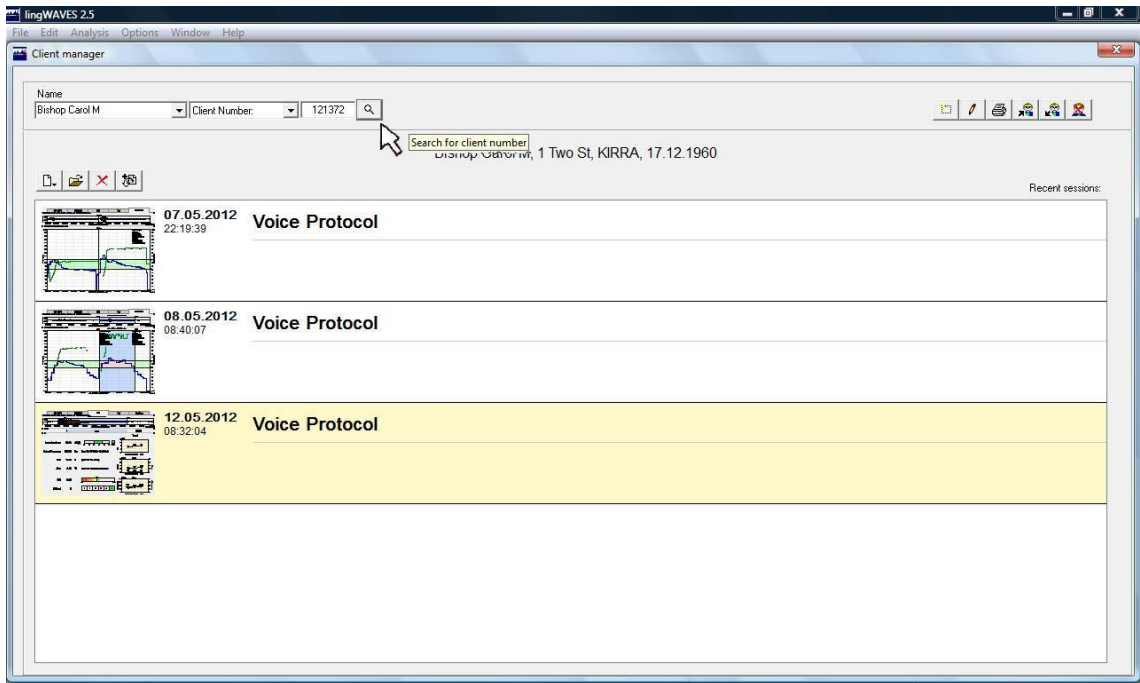 lingWAVES 2.5
File Edit Analysis Options Window Help
Client manager
Name
Bishop Carol M Client Number: 121372
Search for client number
Bishop Carol M, 1 Two St, KIRRA, 17.12.1960
Recent sessions:
07.05.2012 Voice Protocol
22:19:39
08.05.2012 Voice Protocol
08:40:07
12.05.2012 Voice Protocol
08:32:04